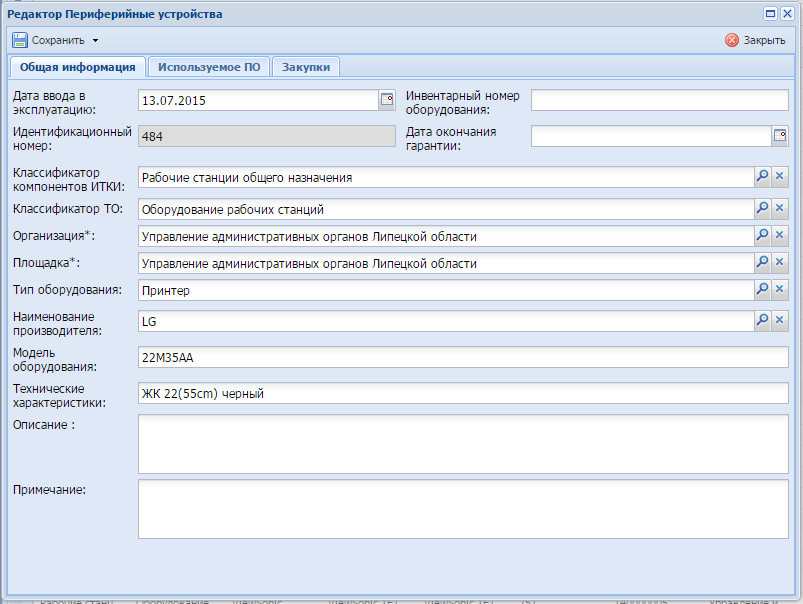 Редактор Периферийные устройства
Сохранить
Закрыть
Общая информация
Используемое ПО
Закупки
Дата ввода в
эксплуатацию:
13.07.2015
Инвентарный номер
оборудования:
Идентификационный
номер:
484
Дата окончания
гарантии:
Классификатор
компонентов ИТКИ:
Рабочие станции общего назначения
Классификатор ТО:
Оборудование рабочих станций
Организация*:
Управление административных органов Липецкой области
Площадка*:
Управление административных органов Липецкой области
Тип оборудования:
Принтер
Наименование
производителя:
LG
Модель
оборудования:
22M35AA
Технические
характеристики:
ЖК 22(55cm) черный
Описание :
Примечание: